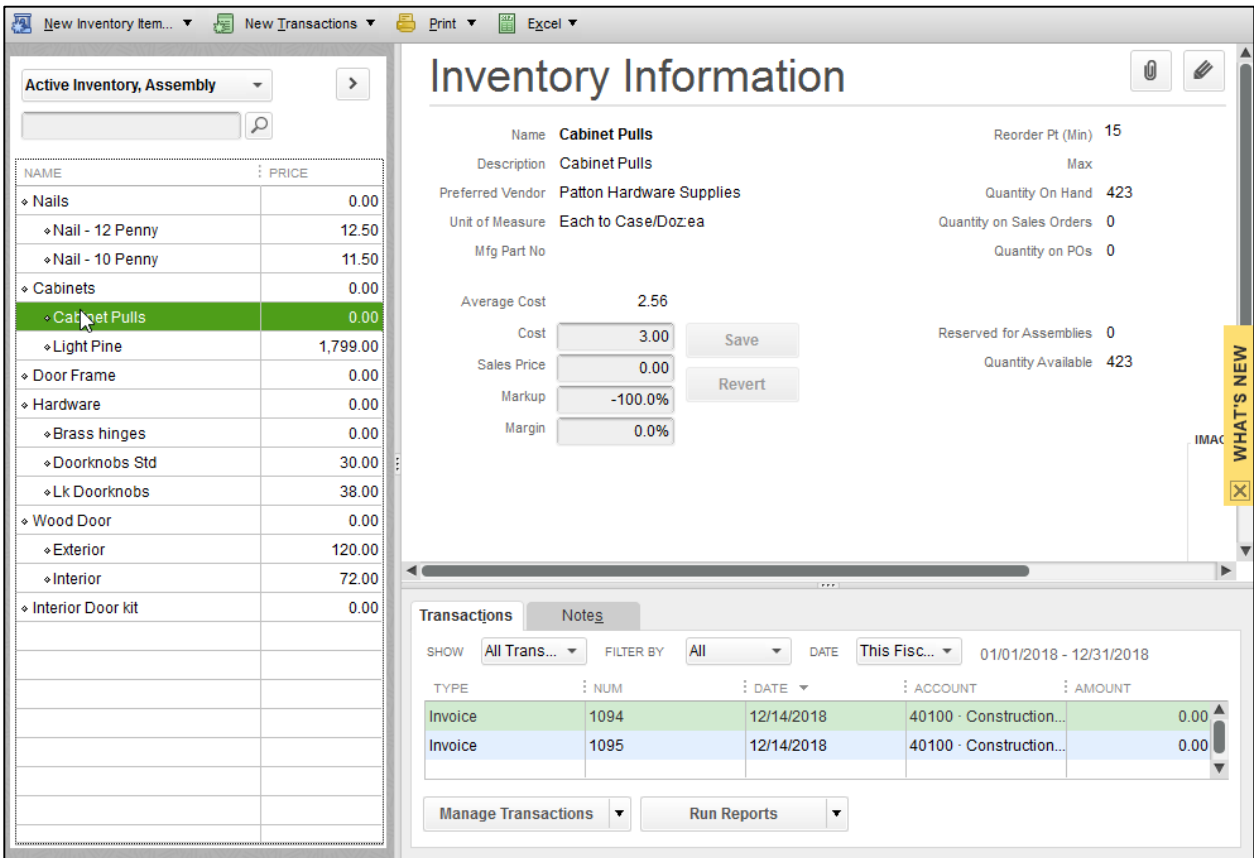 New Inventory Item... New Transactions Print Excel
Active Inventory, Assembly
NAME PRICE
Nails 0.00
Nail - 12 Penny 12.50
Nail - 10 Penny 11.50
Cabinets 0.00
Cabinet Pulls 0.00
Light Pine 1,799.00
Door Frame 0.00
Hardware 0.00
Brass hinges 0.00
Doorknobs Std 30.00
Lk Doorknobs 38.00
Wood Door 0.00
Exterior 120.00
Interior 72.00
Interior Door kit 0.00
Inventory Information
Name Cabinet Pulls
Description Cabinet Pulls
Preferred Vendor Patton Hardware Supplies
Unit of Measure Each to Case/Doz:ea
Mfg Part No
Average Cost 2.56
Cost 3.00
Sales Price 0.00
Markup -100.0%
Margin 0.0%
Save
Revert
Reorder Pt (Min) 15
Max
Quantity On Hand 423
Quantity on Sales Orders 0
Quantity on POs 0
Reserved for Assemblies 0
Quantity Available 423
IMAG
WHAT'S NEW
Transactions Notes
SHOW All Trans... FILTER BY All DATE This Fisc... 01/01/2018 - 12/31/2018
TYPE NUM DATE ACCOUNT AMOUNT
Invoice 1094 12/14/2018 40100 · Construction... 0.00
Invoice 1095 12/14/2018 40100 · Construction... 0.00
Manage Transactions Run Reports